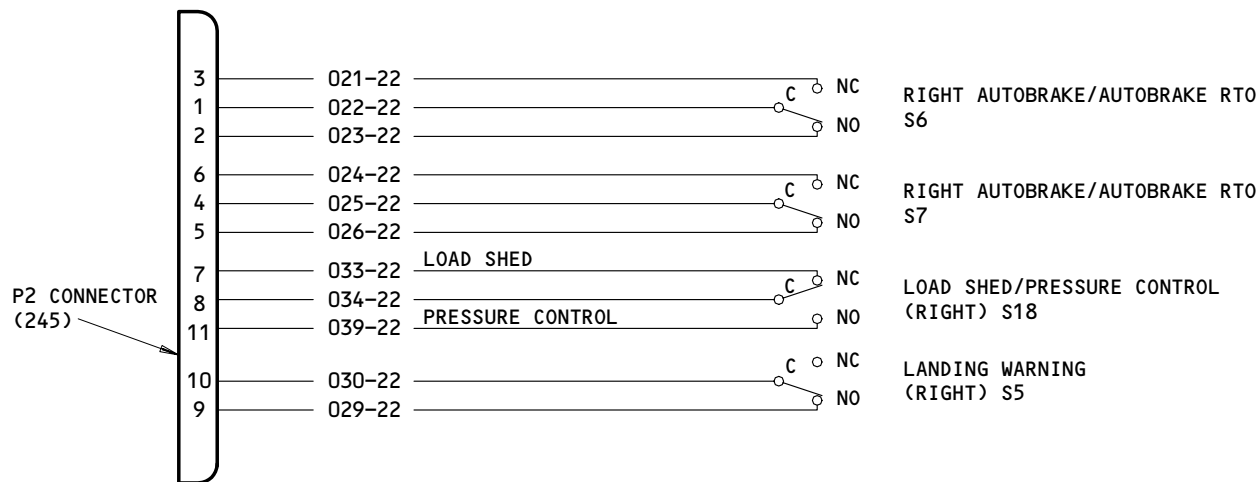 3 021-22 NC
C RIGHT AUTOBRAKE/AUTOBRAKE RTO
1 022-22 S6
2 023-22 NO
6 024-22 NC
C RIGHT AUTOBRAKE/AUTOBRAKE RTO
4 025-22 S7
5 026-22 NO
7 033-22 LOAD SHED NC
P2 CONNECTOR 8 034-22 C LOAD SHED/PRESSURE CONTROL
(245) 11 039-22 PRESSURE CONTROL NO (RIGHT) S18
C NC LANDING WARNING
10 030-22 (RIGHT) S5
9 029-22 NO